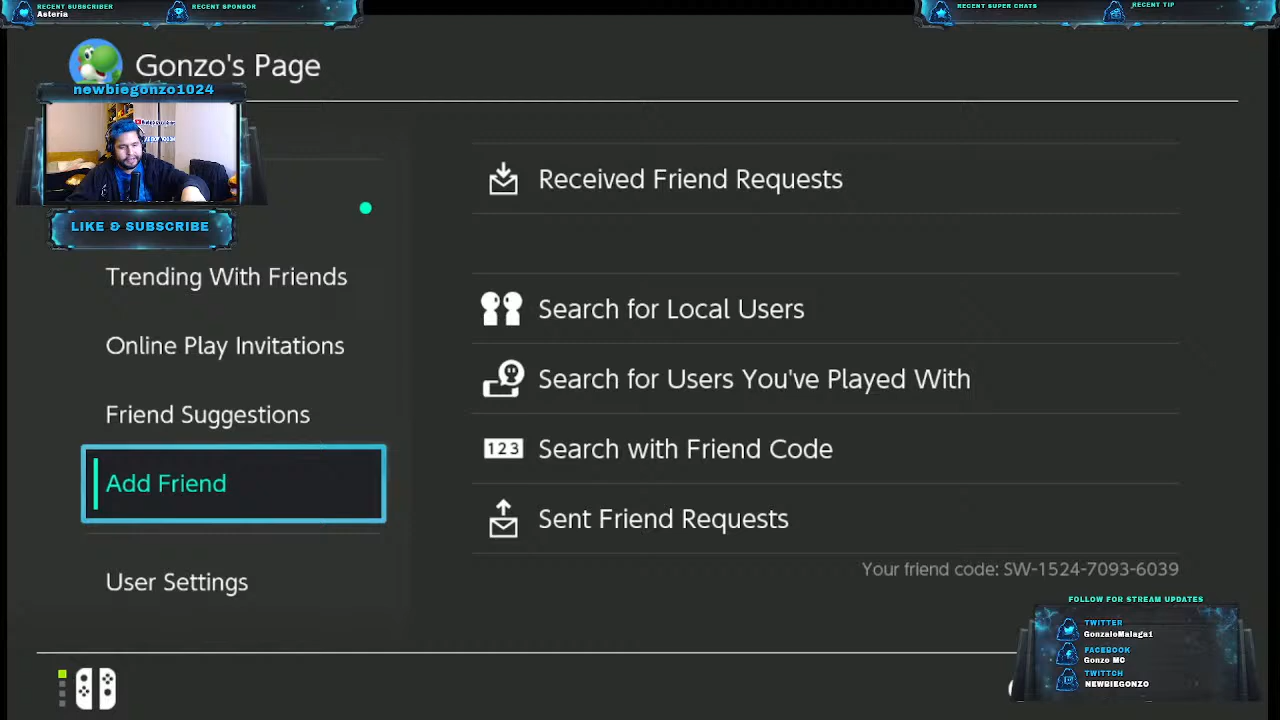 RECENT SUBSCRIBER
Asteria
RECENT SPONSOR
RECENT SUPER CHATS
RECENT TIP
Gonzo's Page
newbiegonzo1024
LIKE & SUBSCRIBE
Trending With Friends
Online Play Invitations
Friend Suggestions
Add Friend
User Settings
Received Friend Requests
Search for Local Users
Search for Users You've Played With
123 Search with Friend Code
Sent Friend Requests
Your friend code: SW-1524-7093-6039
FOLLOW FOR STREAM UPDATES
TWITTER
GonzaloMalaga1
FACEBOOK
Gonzo MC
TWITTCH
NEWBIEGONZO